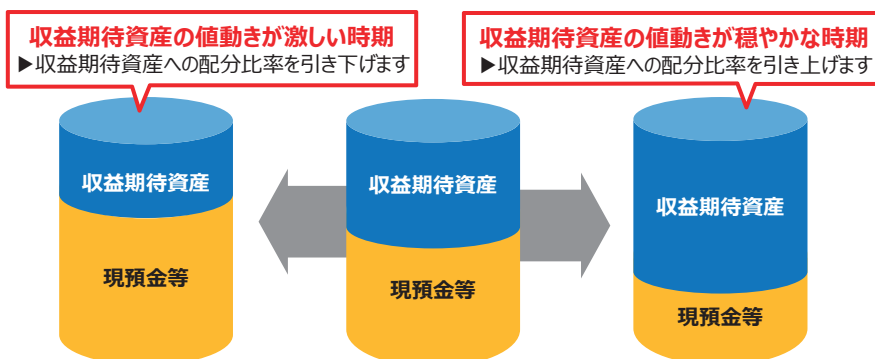 収益期待資産の値動きが激しい時期
▶収益期待資産への配分比率を引き下げます
収益期待資産の値動きが穏やかな時期
▶収益期待資産への配分比率を引き上げます
収益期待資産
現預金等
収益期待資産
現預金等
収益期待資産
現預金等